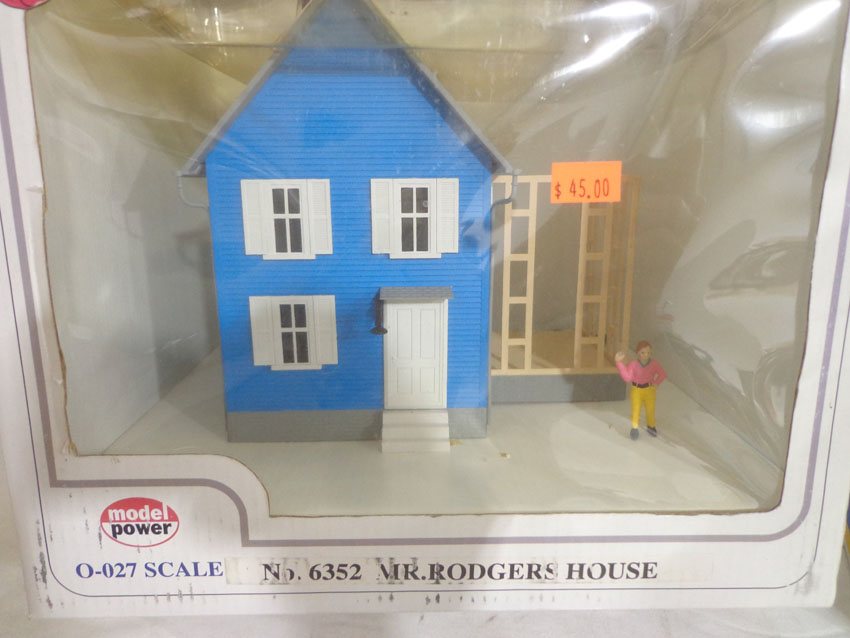 $ 45.00
model
power
O-027 SCALE No. 6352 MR.RODGERS HOUSE